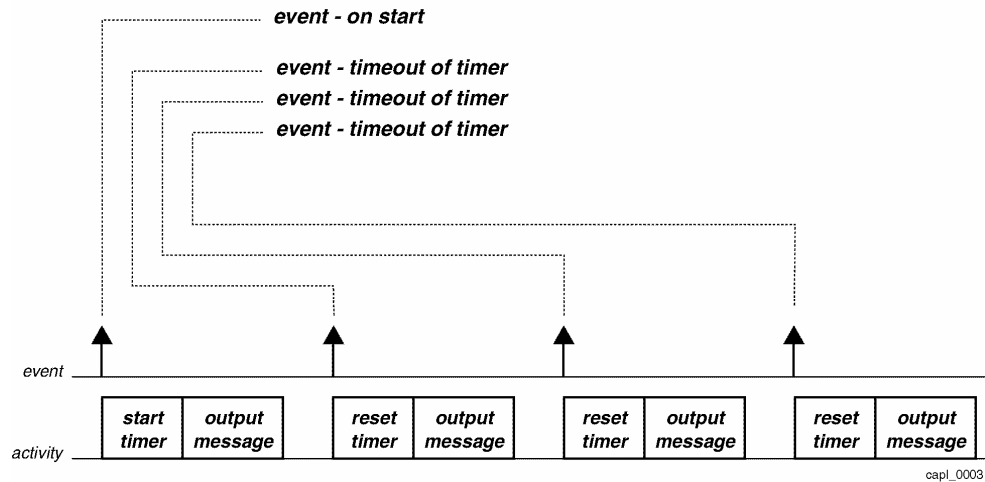 event - on start
event - timeout of timer
event - timeout of timer
event - timeout of timer
event
start output reset output reset output reset output
timer message timer message timer message timer message
activity
capl_0003